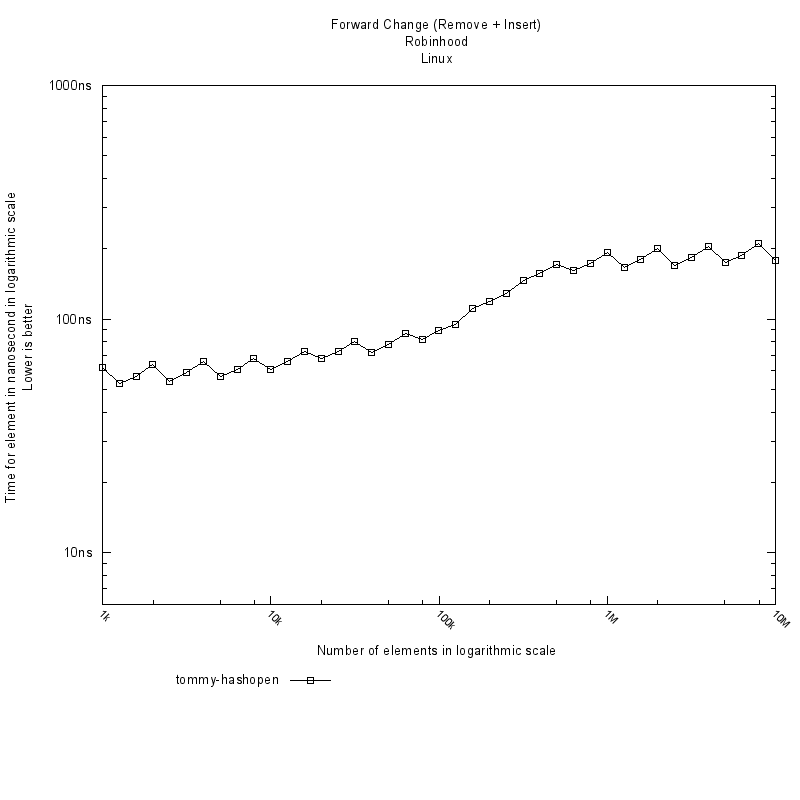 Forward Change (Remove + Insert)
Robinhood
Linux
1000ns
100ns
10ns
Time for element in nanosecond in logarithmic scale
Lower is better
1k
10k
100k
1M
10M
Number of elements in logarithmic scale
tommy-hashopen